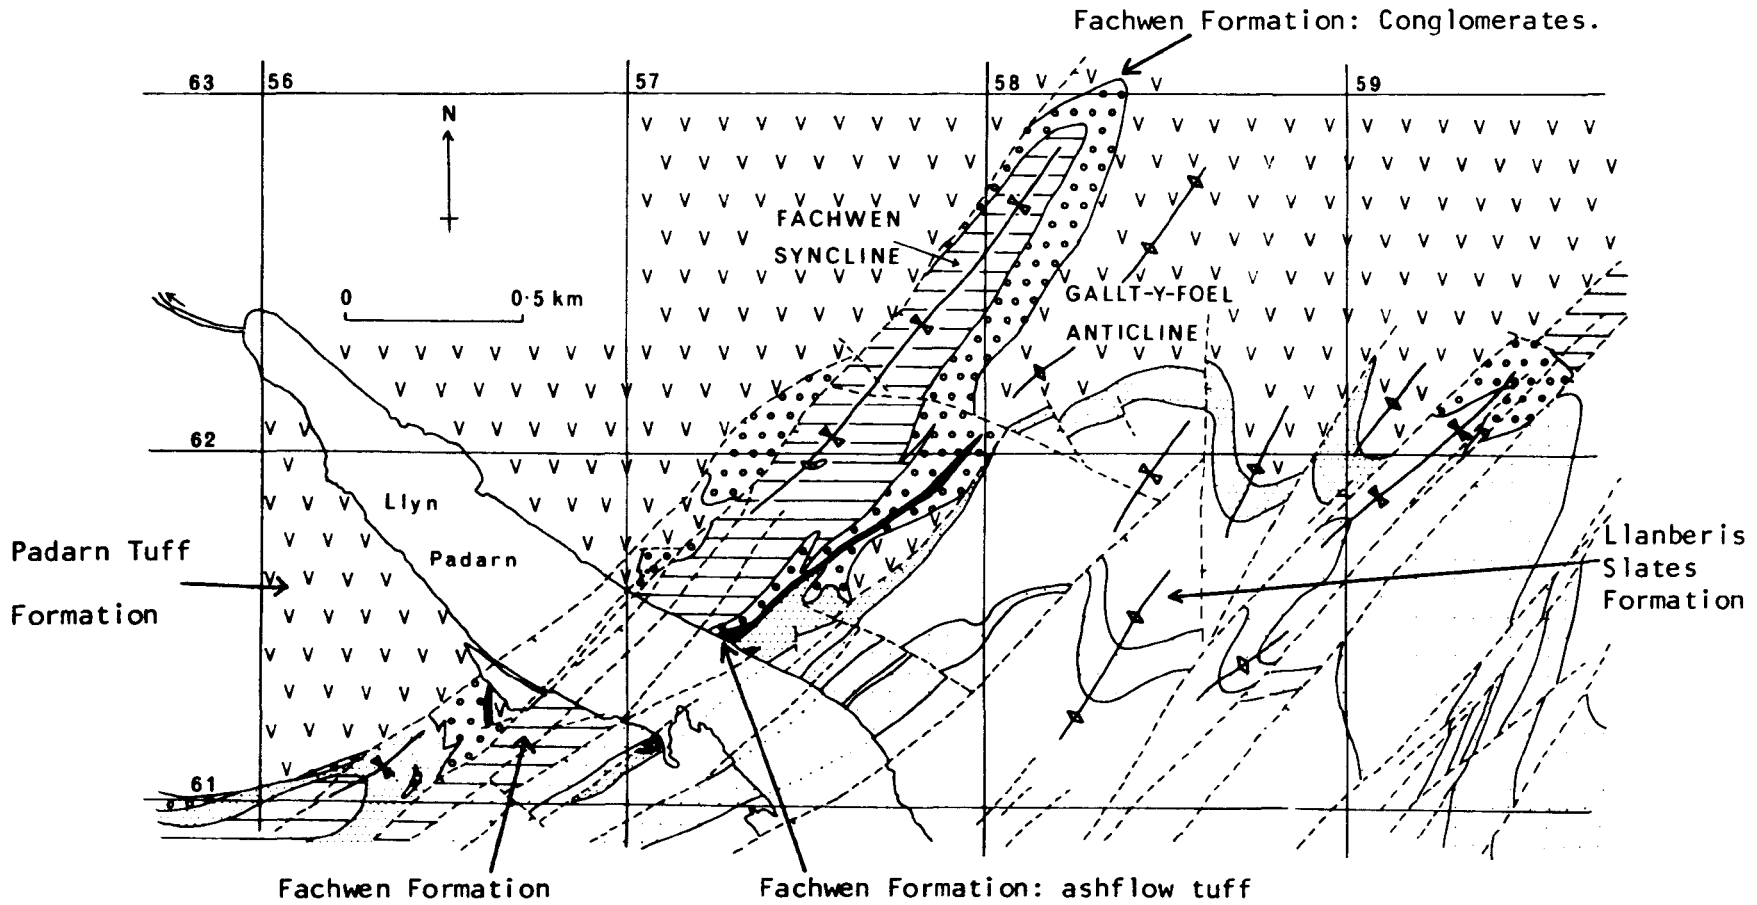 Fachwen Formation: Conglomerates.
63 56 57 58 59
N
FACHWEN
SYNCLINE
0 0·5 km
GALLT-Y-FOEL
ANTICLINE
62
Llyn
Padarn
Padarn Tuff
Formation
Llanberis
Slates
Formation
61
Fachwen Formation
Fachwen Formation: ashflow tuff